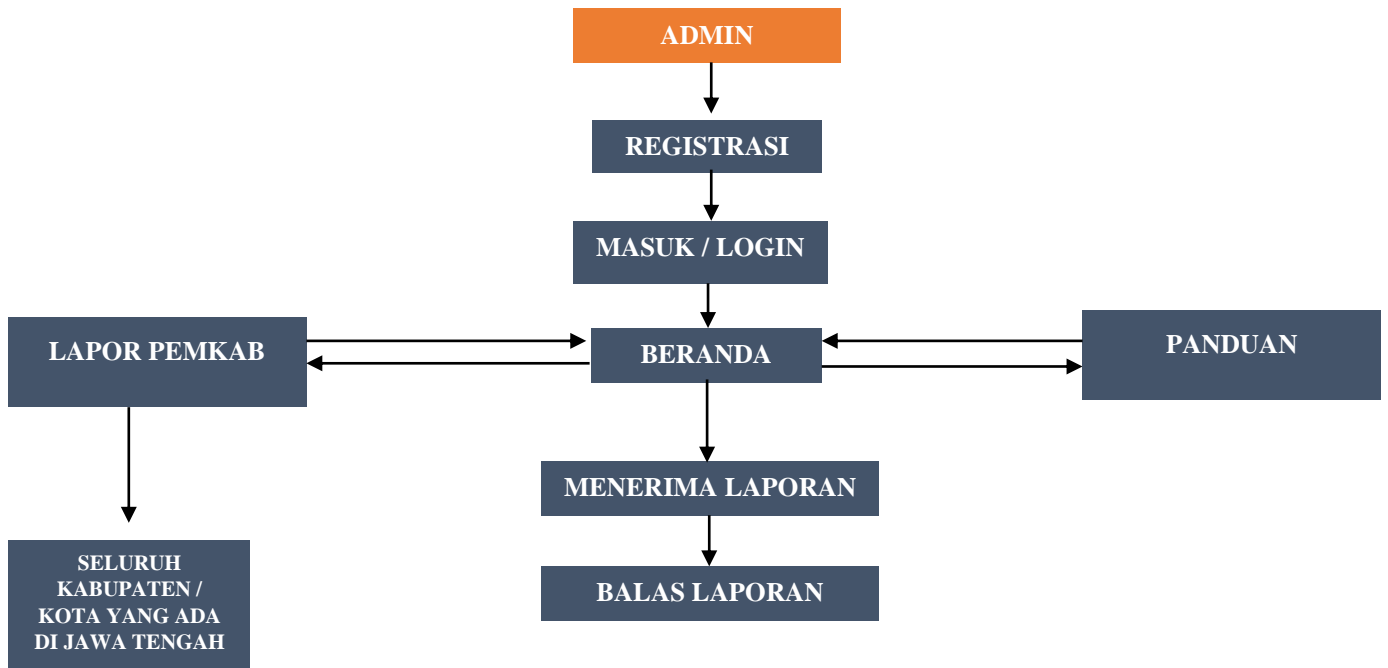 ADMIN
REGISTRASI
MASUK / LOGIN
LAPOR PEMKAB
BERANDA
PANDUAN
MENERIMA LAPORAN
SELURUH
KABUPATEN /
KOTA YANG ADA
DI JAWA TENGAH
BALAS LAPORAN